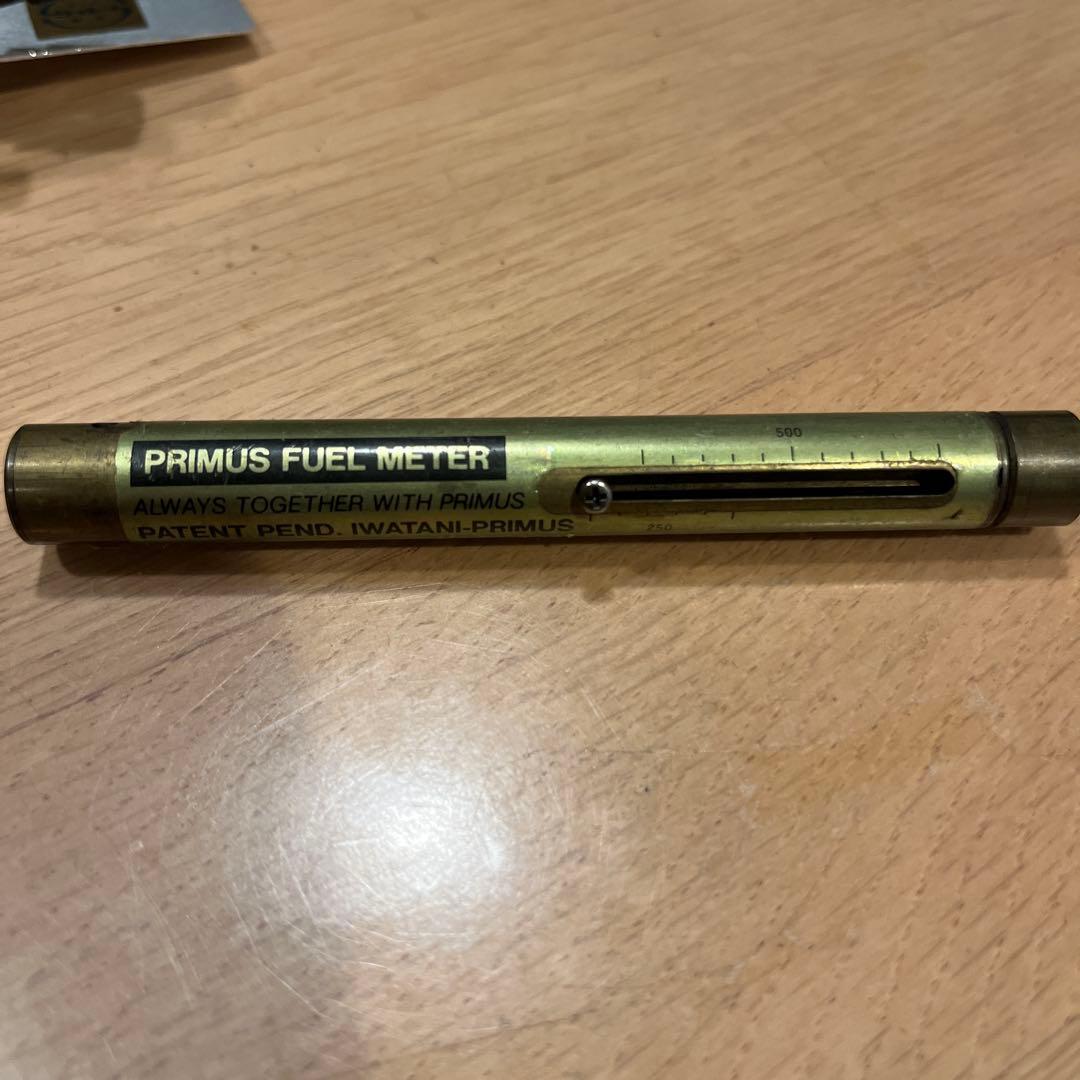 PRIMUS FUEL METER
ALWAYS TOGETHER WITH PRIMUS
PATENT PEND. IWATANI-PRIMUS
500
250